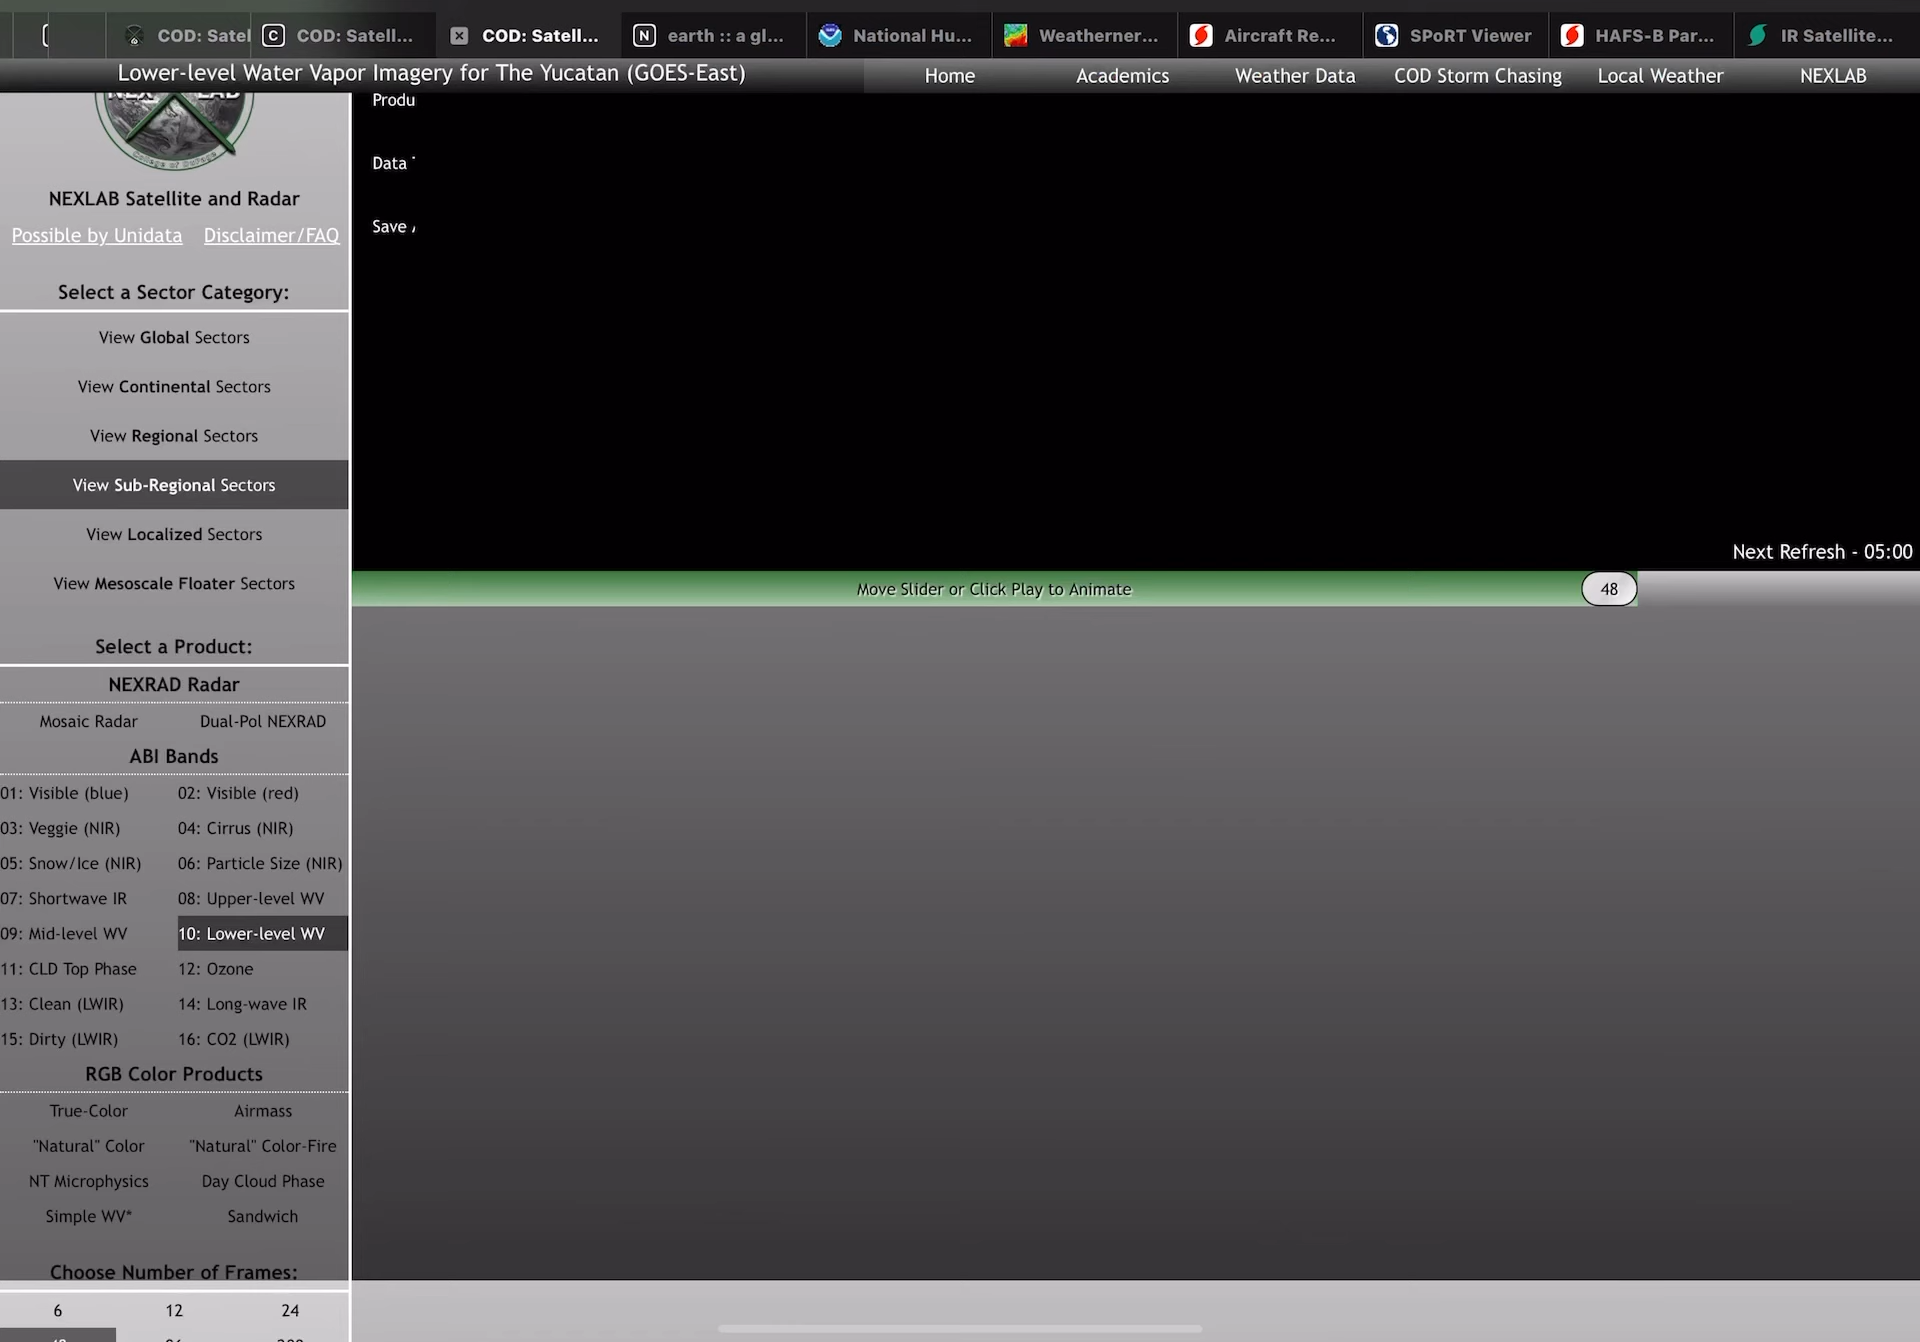 COD: Satel
COD: Satell...
COD: Satell...
earth :: a gl...
National Hu...
Weatherner...
Aircraft Re...
SPoRT Viewer
HAFS-B Par...
IR Satellite...
Lower-level Water Vapor Imagery for The Yucatan (GOES-East)
Home
Academics
Weather Data
COD Storm Chasing
Local Weather
NEXLAB
College of DuPage
NEXLAB Satellite and Radar
Possible by Unidata
Disclaimer/FAQ
Select a Sector Category:
View Global Sectors
View Continental Sectors
View Regional Sectors
View Sub-Regional Sectors
View Localized Sectors
View Mesoscale Floater Sectors
Select a Product:
NEXRAD Radar
Mosaic Radar
Dual-Pol NEXRAD
ABI Bands
01: Visible (blue)
02: Visible (red)
03: Veggie (NIR)
04: Cirrus (NIR)
05: Snow/Ice (NIR)
06: Particle Size (NIR)
07: Shortwave IR
08: Upper-level WV
09: Mid-level WV
10: Lower-level WV
11: CLD Top Phase
12: Ozone
13: Clean (LWIR)
14: Long-wave IR
15: Dirty (LWIR)
16: CO2 (LWIR)
RGB Color Products
True-Color
Airmass
"Natural" Color
"Natural" Color-Fire
NT Microphysics
Day Cloud Phase
Simple WV*
Sandwich
Choose Number of Frames:
6
12
24
Produ
Data
Save
Next Refresh - 05:00
Move Slider or Click Play to Animate
48